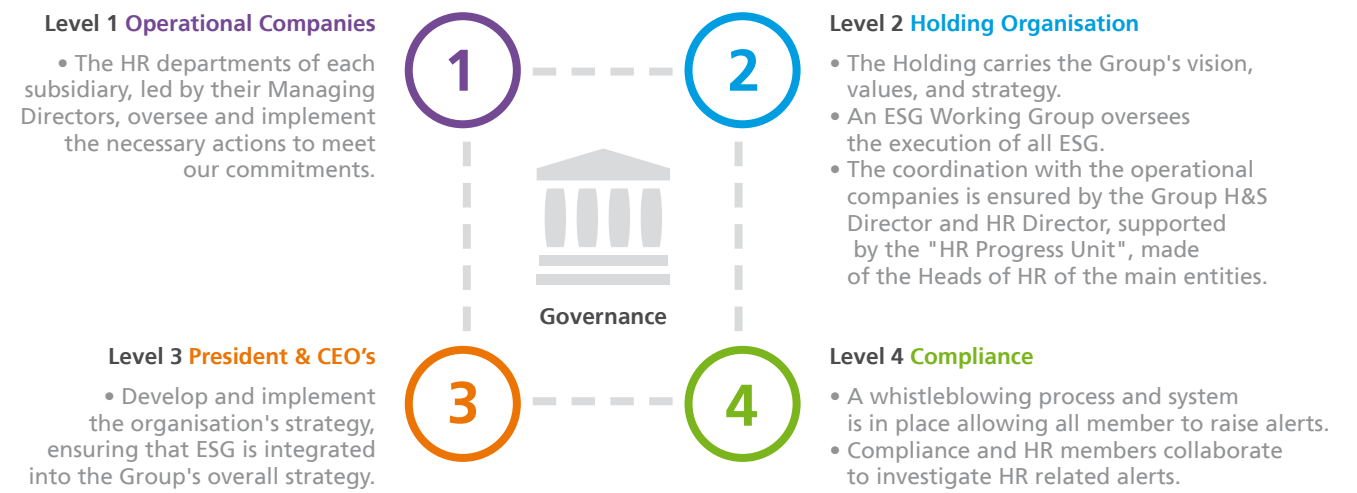 Level 1 Operational Companies
• The HR departments of each
subsidiary, led by their Managing
Directors, oversee and implement
the necessary actions to meet
our commitments.
1
2
Level 2 Holding Organisation
• The Holding carries the Group's vision,
values, and strategy.
• An ESG Working Group oversees
the execution of all ESG.
• The coordination with the operational
companies is ensured by the Group H&S
Director and HR Director, supported
by the "HR Progress Unit", made
of the Heads of HR of the main entities.
Governance
Level 3 President & CEO’s
• Develop and implement
the organisation's strategy,
ensuring that ESG is integrated
into the Group's overall strategy.
3
4
Level 4 Compliance
• A whistleblowing process and system
is in place allowing all member to raise alerts.
• Compliance and HR members collaborate
to investigate HR related alerts.